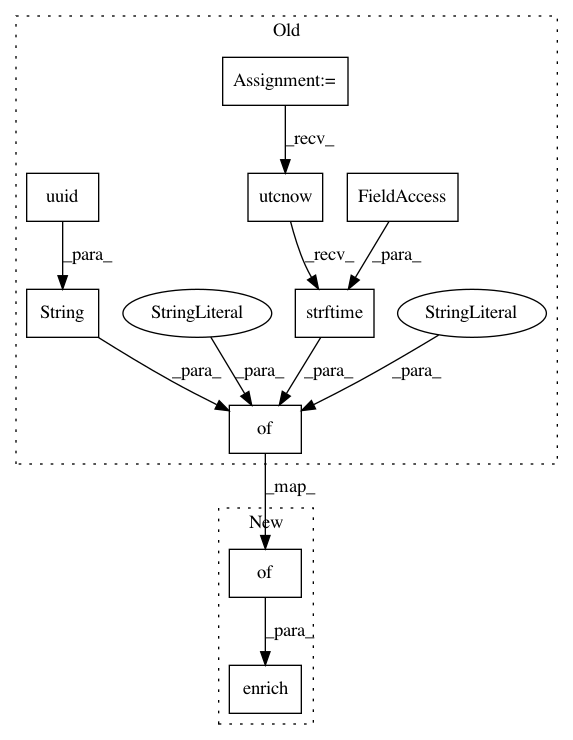 Old
Assignment:=
_recv_
uuid
utcnow
FieldAccess
_para_
_recv_
_para_
String
StringLiteral
strftime
StringLiteral
_para_
_para_
_para_
_para_
of
_map_
New
of
_para_
enrich